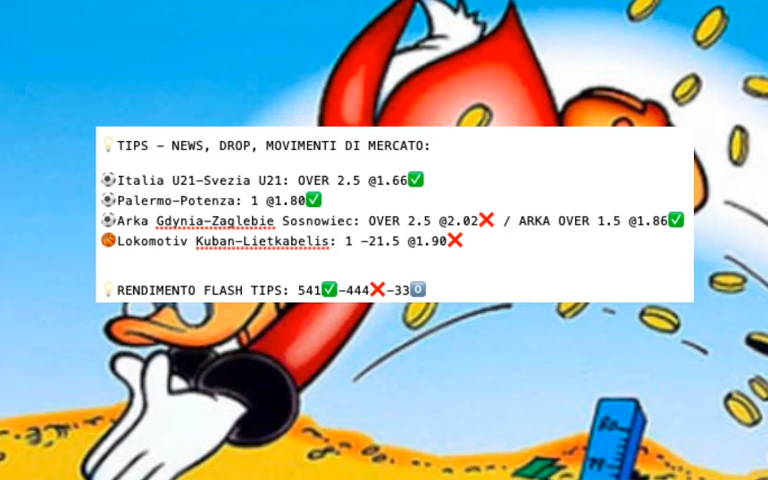 💡TIPS - NEWS, DROP, MOVIMENTI DI MERCATO:
⚽Italia U21-Svezia U21: OVER 2.5 @1.66✅
⚽Palermo-Potenza: 1 @1.80✅
⚽Arka Gdynia-Zaglebie Sosnowiec: OVER 2.5 @2.02❌ / ARKA OVER 1.5 @1.86✅
🏀Lokomotiv Kuban-Lietkabelis: 1 -21.5 @1.90❌
💡RENDIMENTO FLASH TIPS: 541✅-444❌-33🅾
80
79